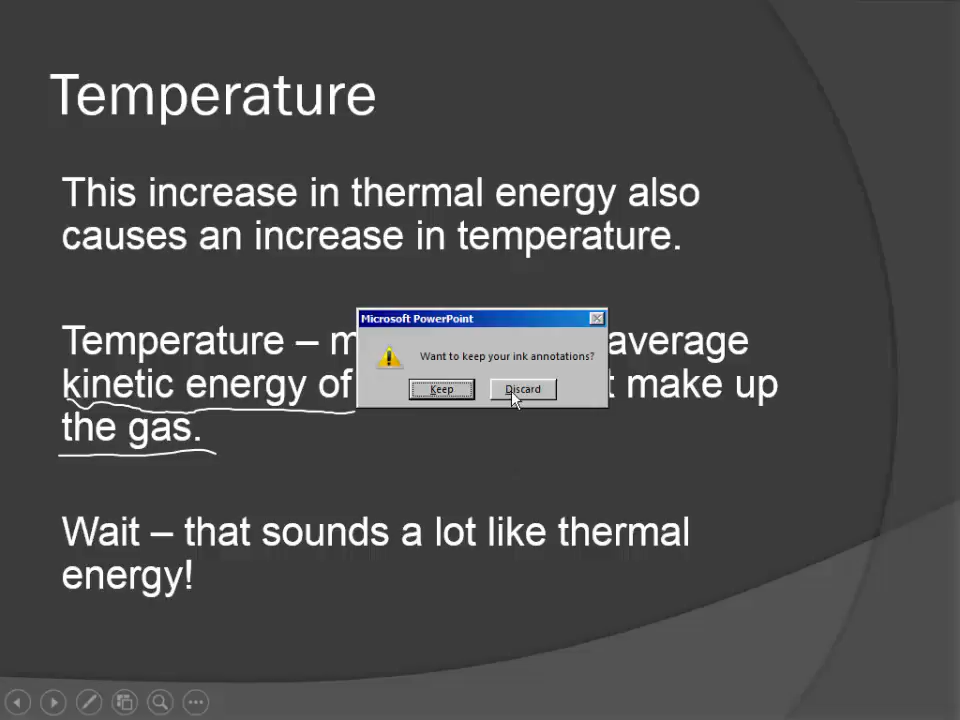 Temperature
This increase in thermal energy also
causes an increase in temperature.
Temperature – average
kinetic energy of make up
the gas.
Wait – that sounds a lot like thermal
energy!
Microsoft PowerPoint
Want to keep your ink annotations?
Keep Discard